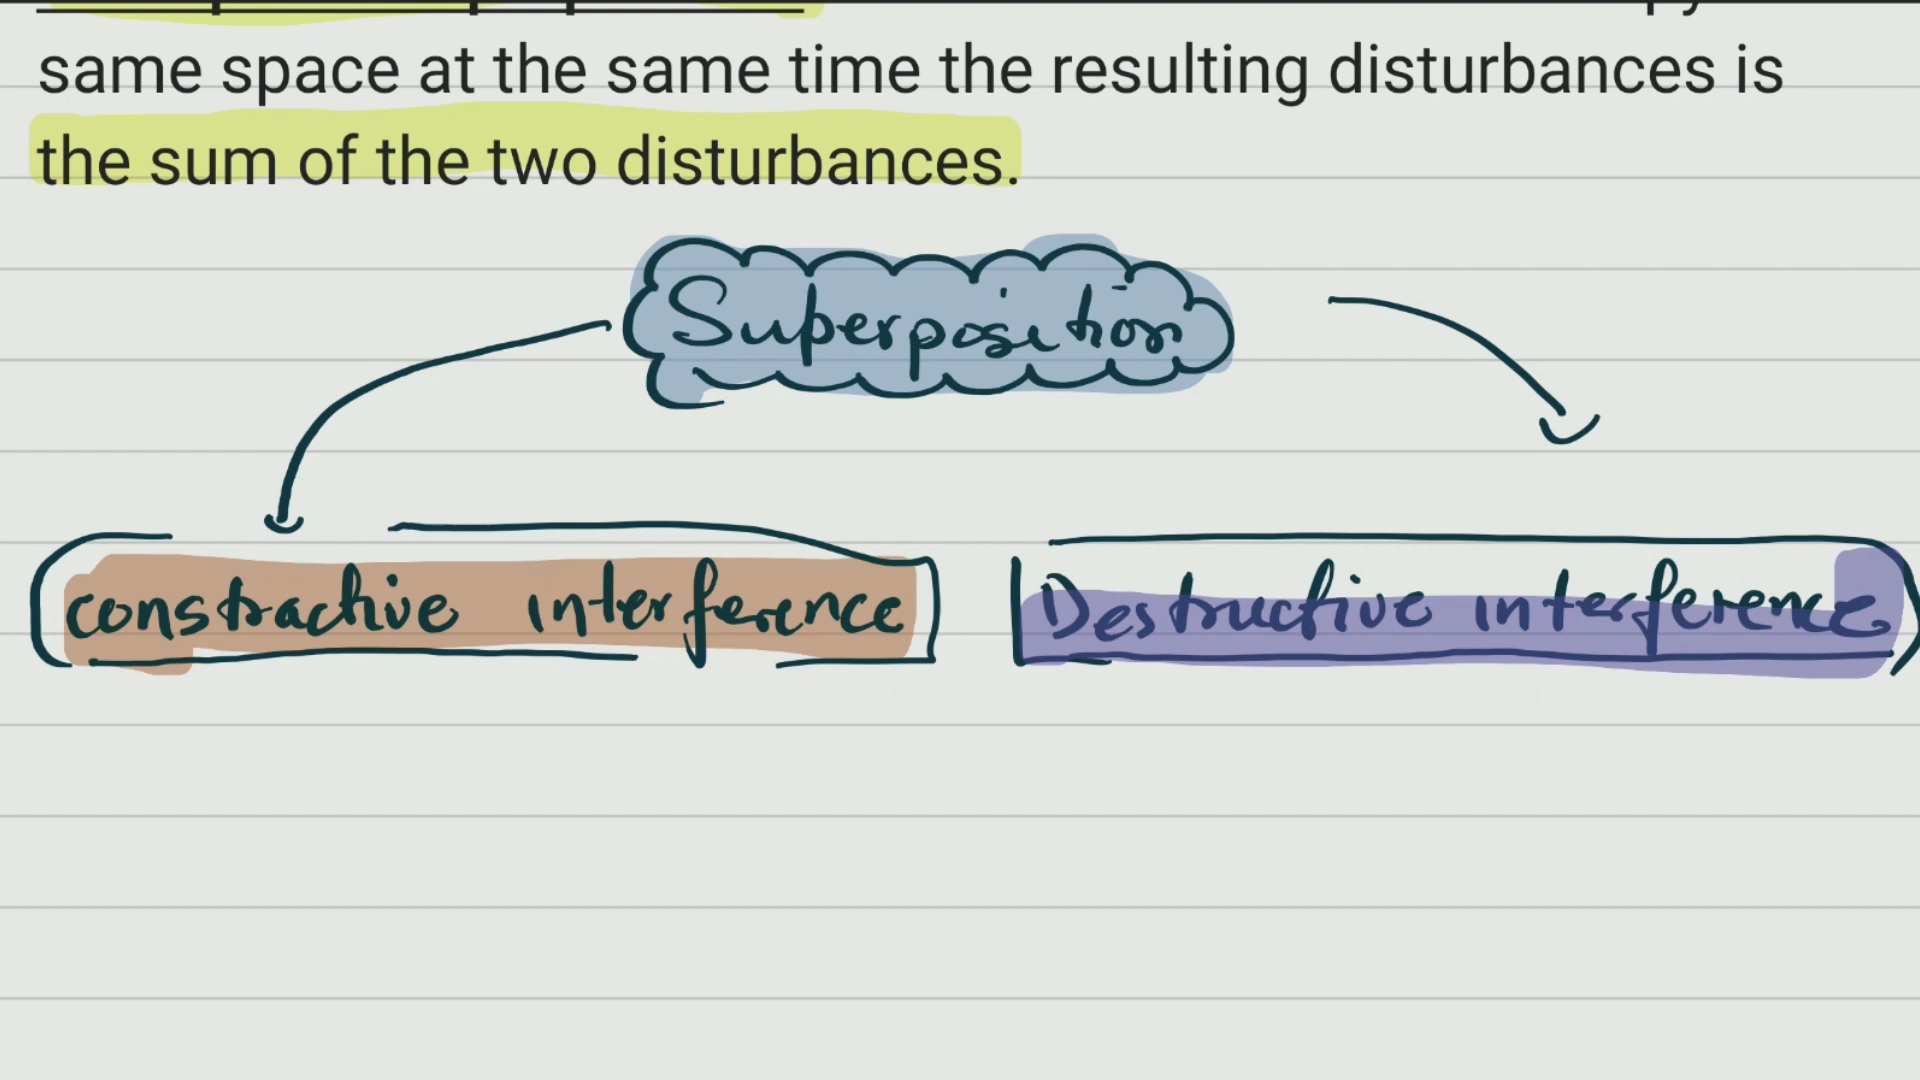 same space at the same time the resulting disturbances is
the sum of the two disturbances.
Superposition
constractive interference
Destructive interference